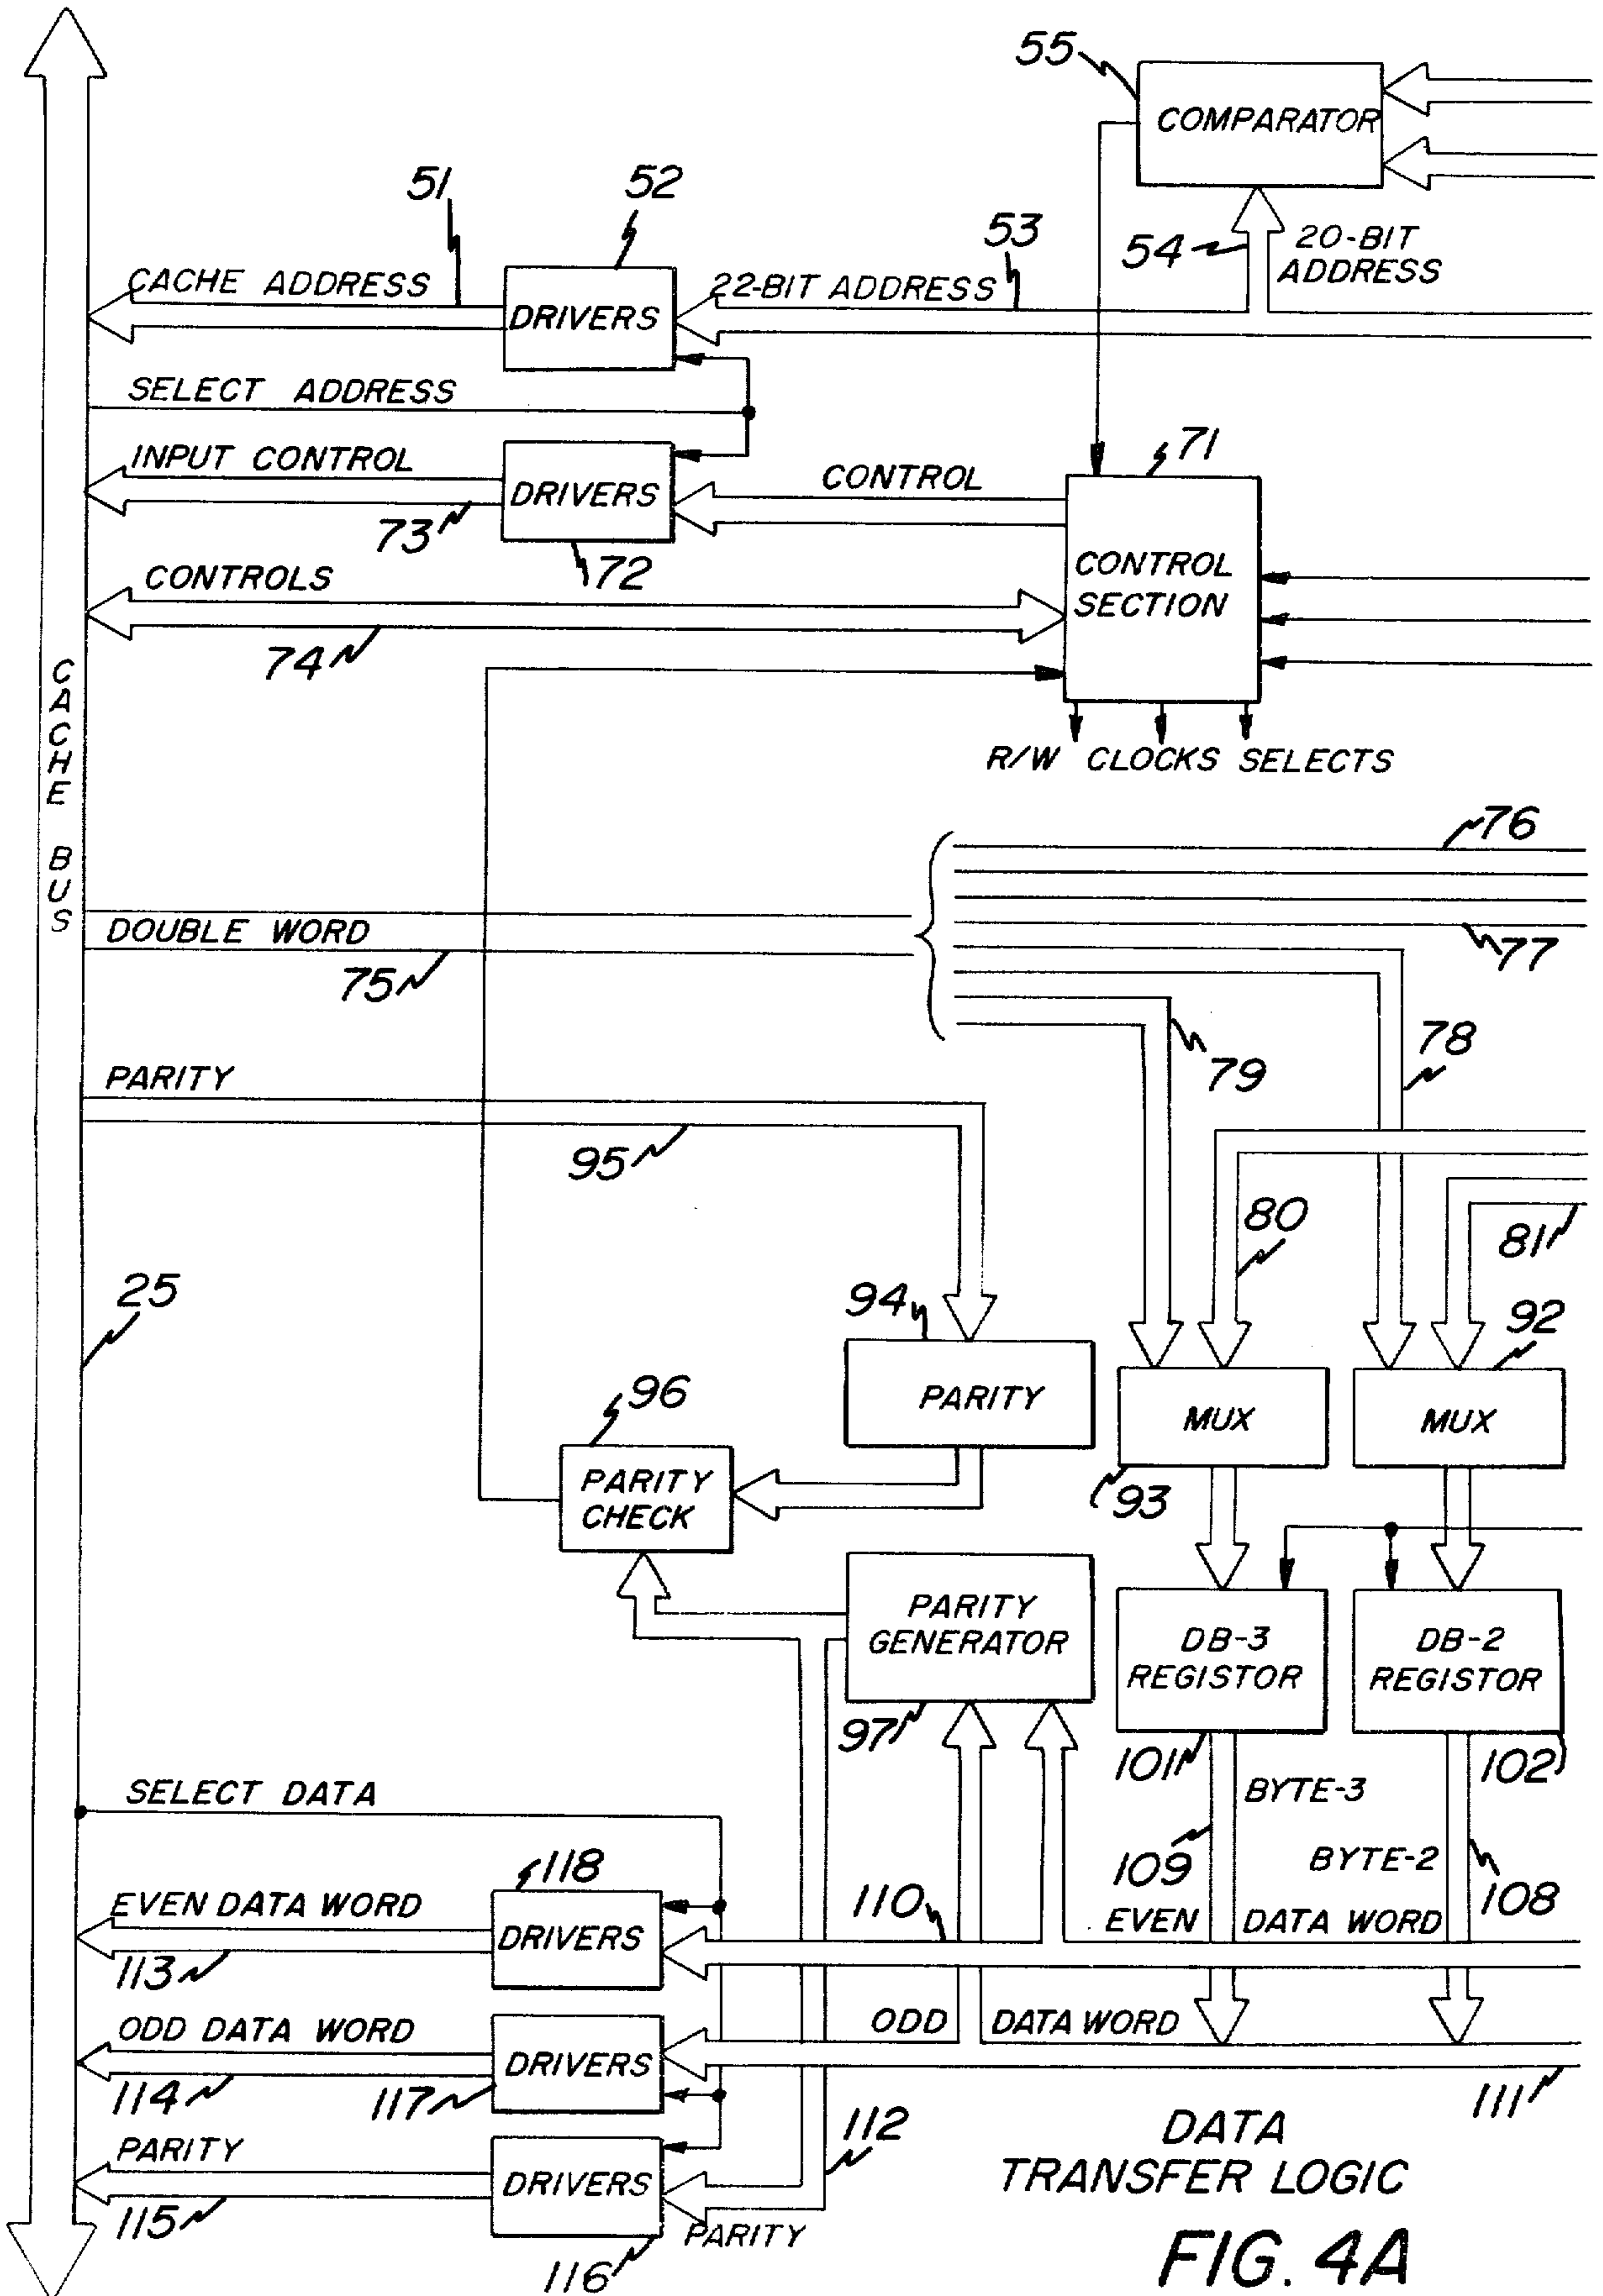 55
COMPARATOR
51
52
53
54
20-BIT
ADDRESS
CACHE ADDRESS
DRIVERS
22-BIT ADDRESS
SELECT ADDRESS
INPUT CONTROL
DRIVERS
CONTROL
71
73
72
CONTROLS
CONTROL
SECTION
74
R/W CLOCKS SELECTS
CACHE BUS
76
DOUBLE WORD
75
77
78
79
PARITY
95
80
81
25
94
92
PARITY
MUX
MUX
96
PARITY
CHECK
93
PARITY
GENERATOR
DB-3
REGISTOR
DB-2
REGISTOR
97
101
102
SELECT DATA
BYTE-3
109
BYTE-2
108
118
EVEN DATA WORD
DRIVERS
110
EVEN DATA WORD
113
ODD DATA WORD
DRIVERS
ODD DATA WORD
114
117
111
112
PARITY
DRIVERS
115
116
PARITY
DATA
TRANSFER LOGIC
FIG. 4A